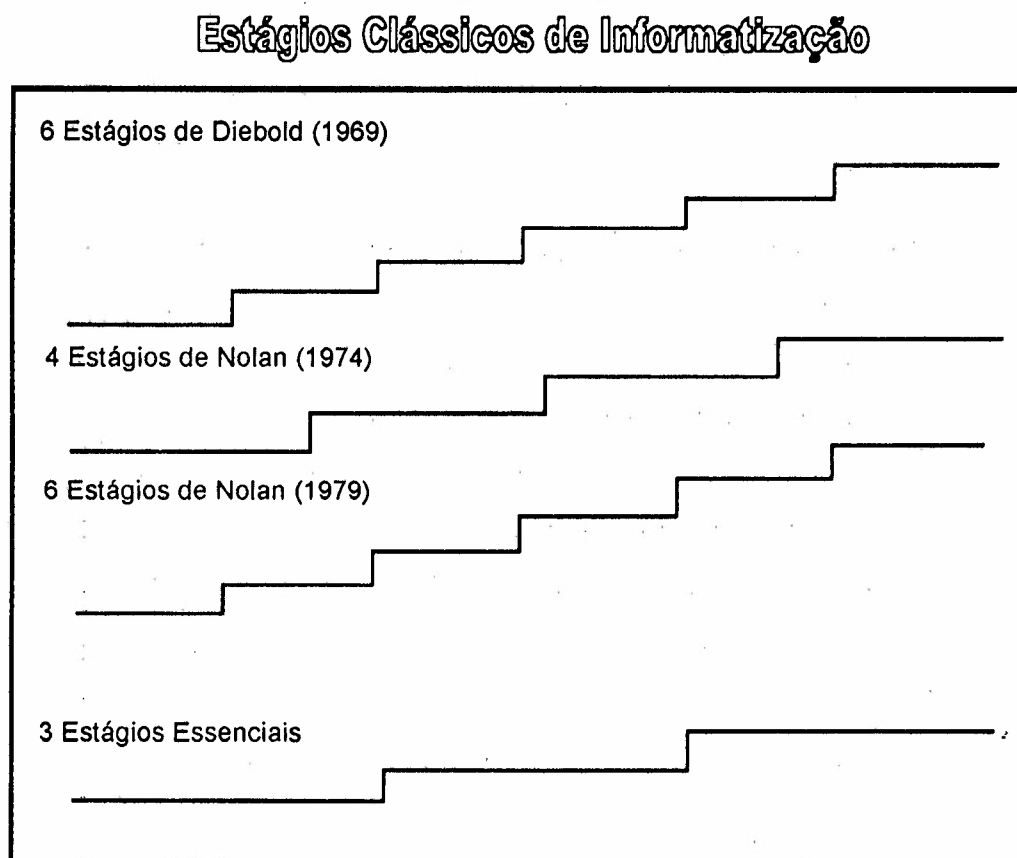 Estágios Clássicos de Informatização
6 Estágios de Diebold (1969)
4 Estágios de Nolan (1974)
6 Estágios de Nolan (1979)
3 Estágios Essenciais